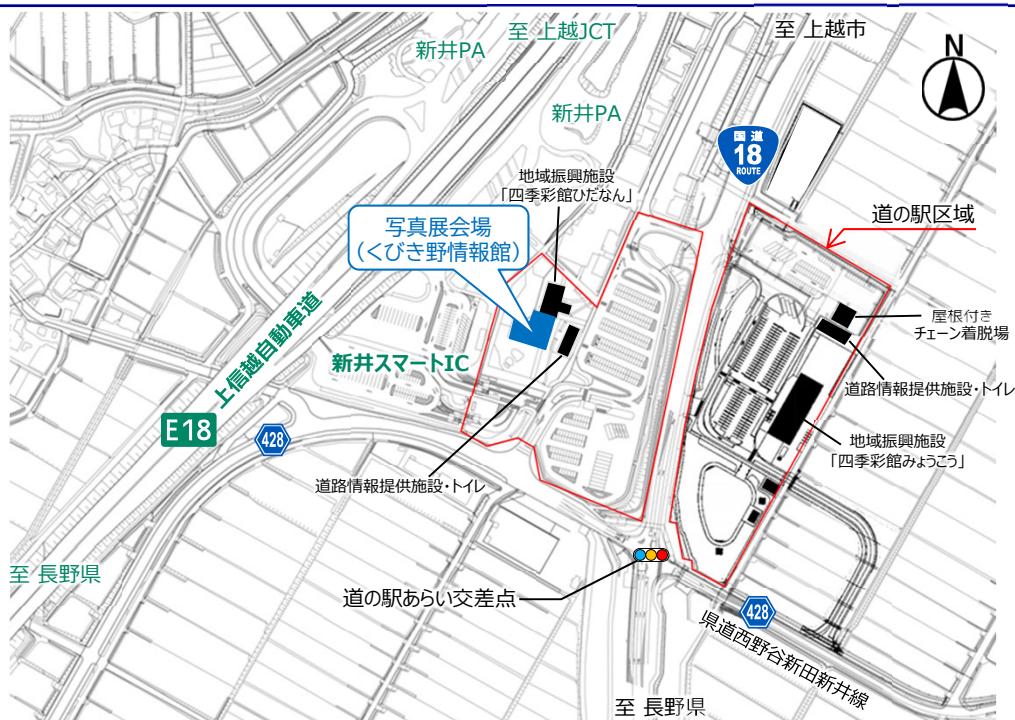 至 上越JCT
至 上越市
新井PA
N
新井PA
国道
18
ROUTE
地域振興施設
「四季彩館ひだなん」
道の駅区域
写真展会場
(くびき野情報館)
屋根付き
チェーン着脱場
上信越自動車道
新井スマートIC
道路情報提供施設・トイレ
E18
428
地域振興施設
「四季彩館みょうこう」
道路情報提供施設・トイレ
至 長野県
道の駅あらい交差点
428
県道西野谷新田新井線
至 長野県